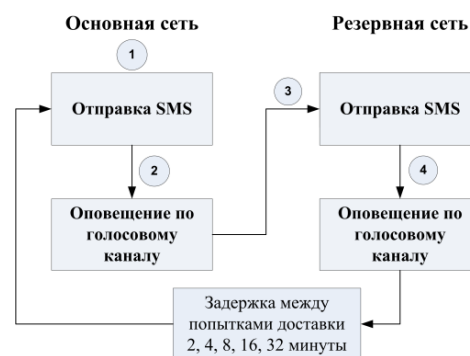 Основная сеть
Резервная сеть
1
Отправка SMS
3
Отправка SMS
2
4
Оповещение по
голосовому
каналу
Оповещение по
голосовому
каналу
Задержка между
попытками доставки
2, 4, 8, 16, 32 минуты